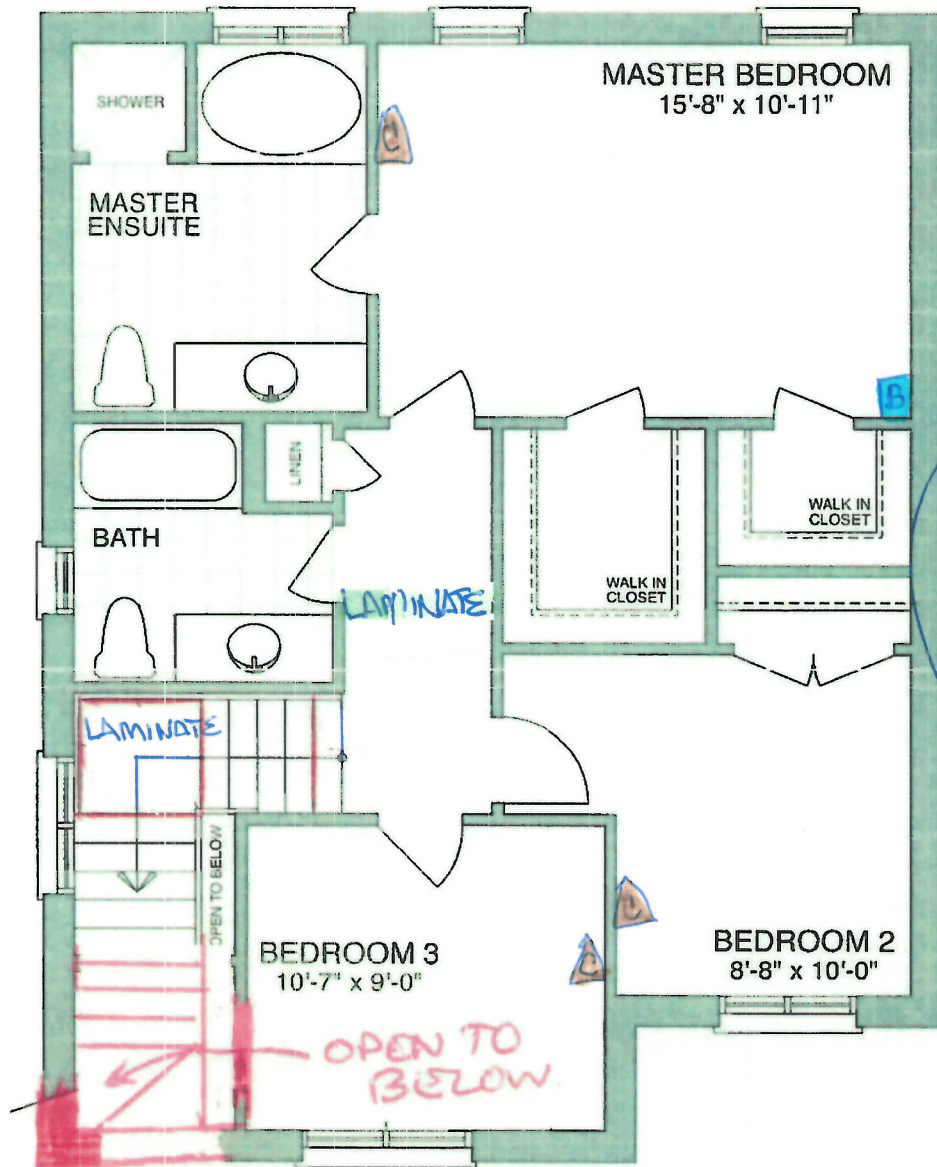 SHOWER
MASTER BEDROOM
15'-8" x 10'-11"
C
MASTER
ENSUITE
B
LINEN
WALK IN
CLOSET
BATH
LAMINATE
WALK IN
CLOSET
LAMINATE
OPEN TO BELOW
C
C
BEDROOM 3
10'-7" x 9'-0"
BEDROOM 2
8'-8" x 10'-0"
OPEN TO
BELOW